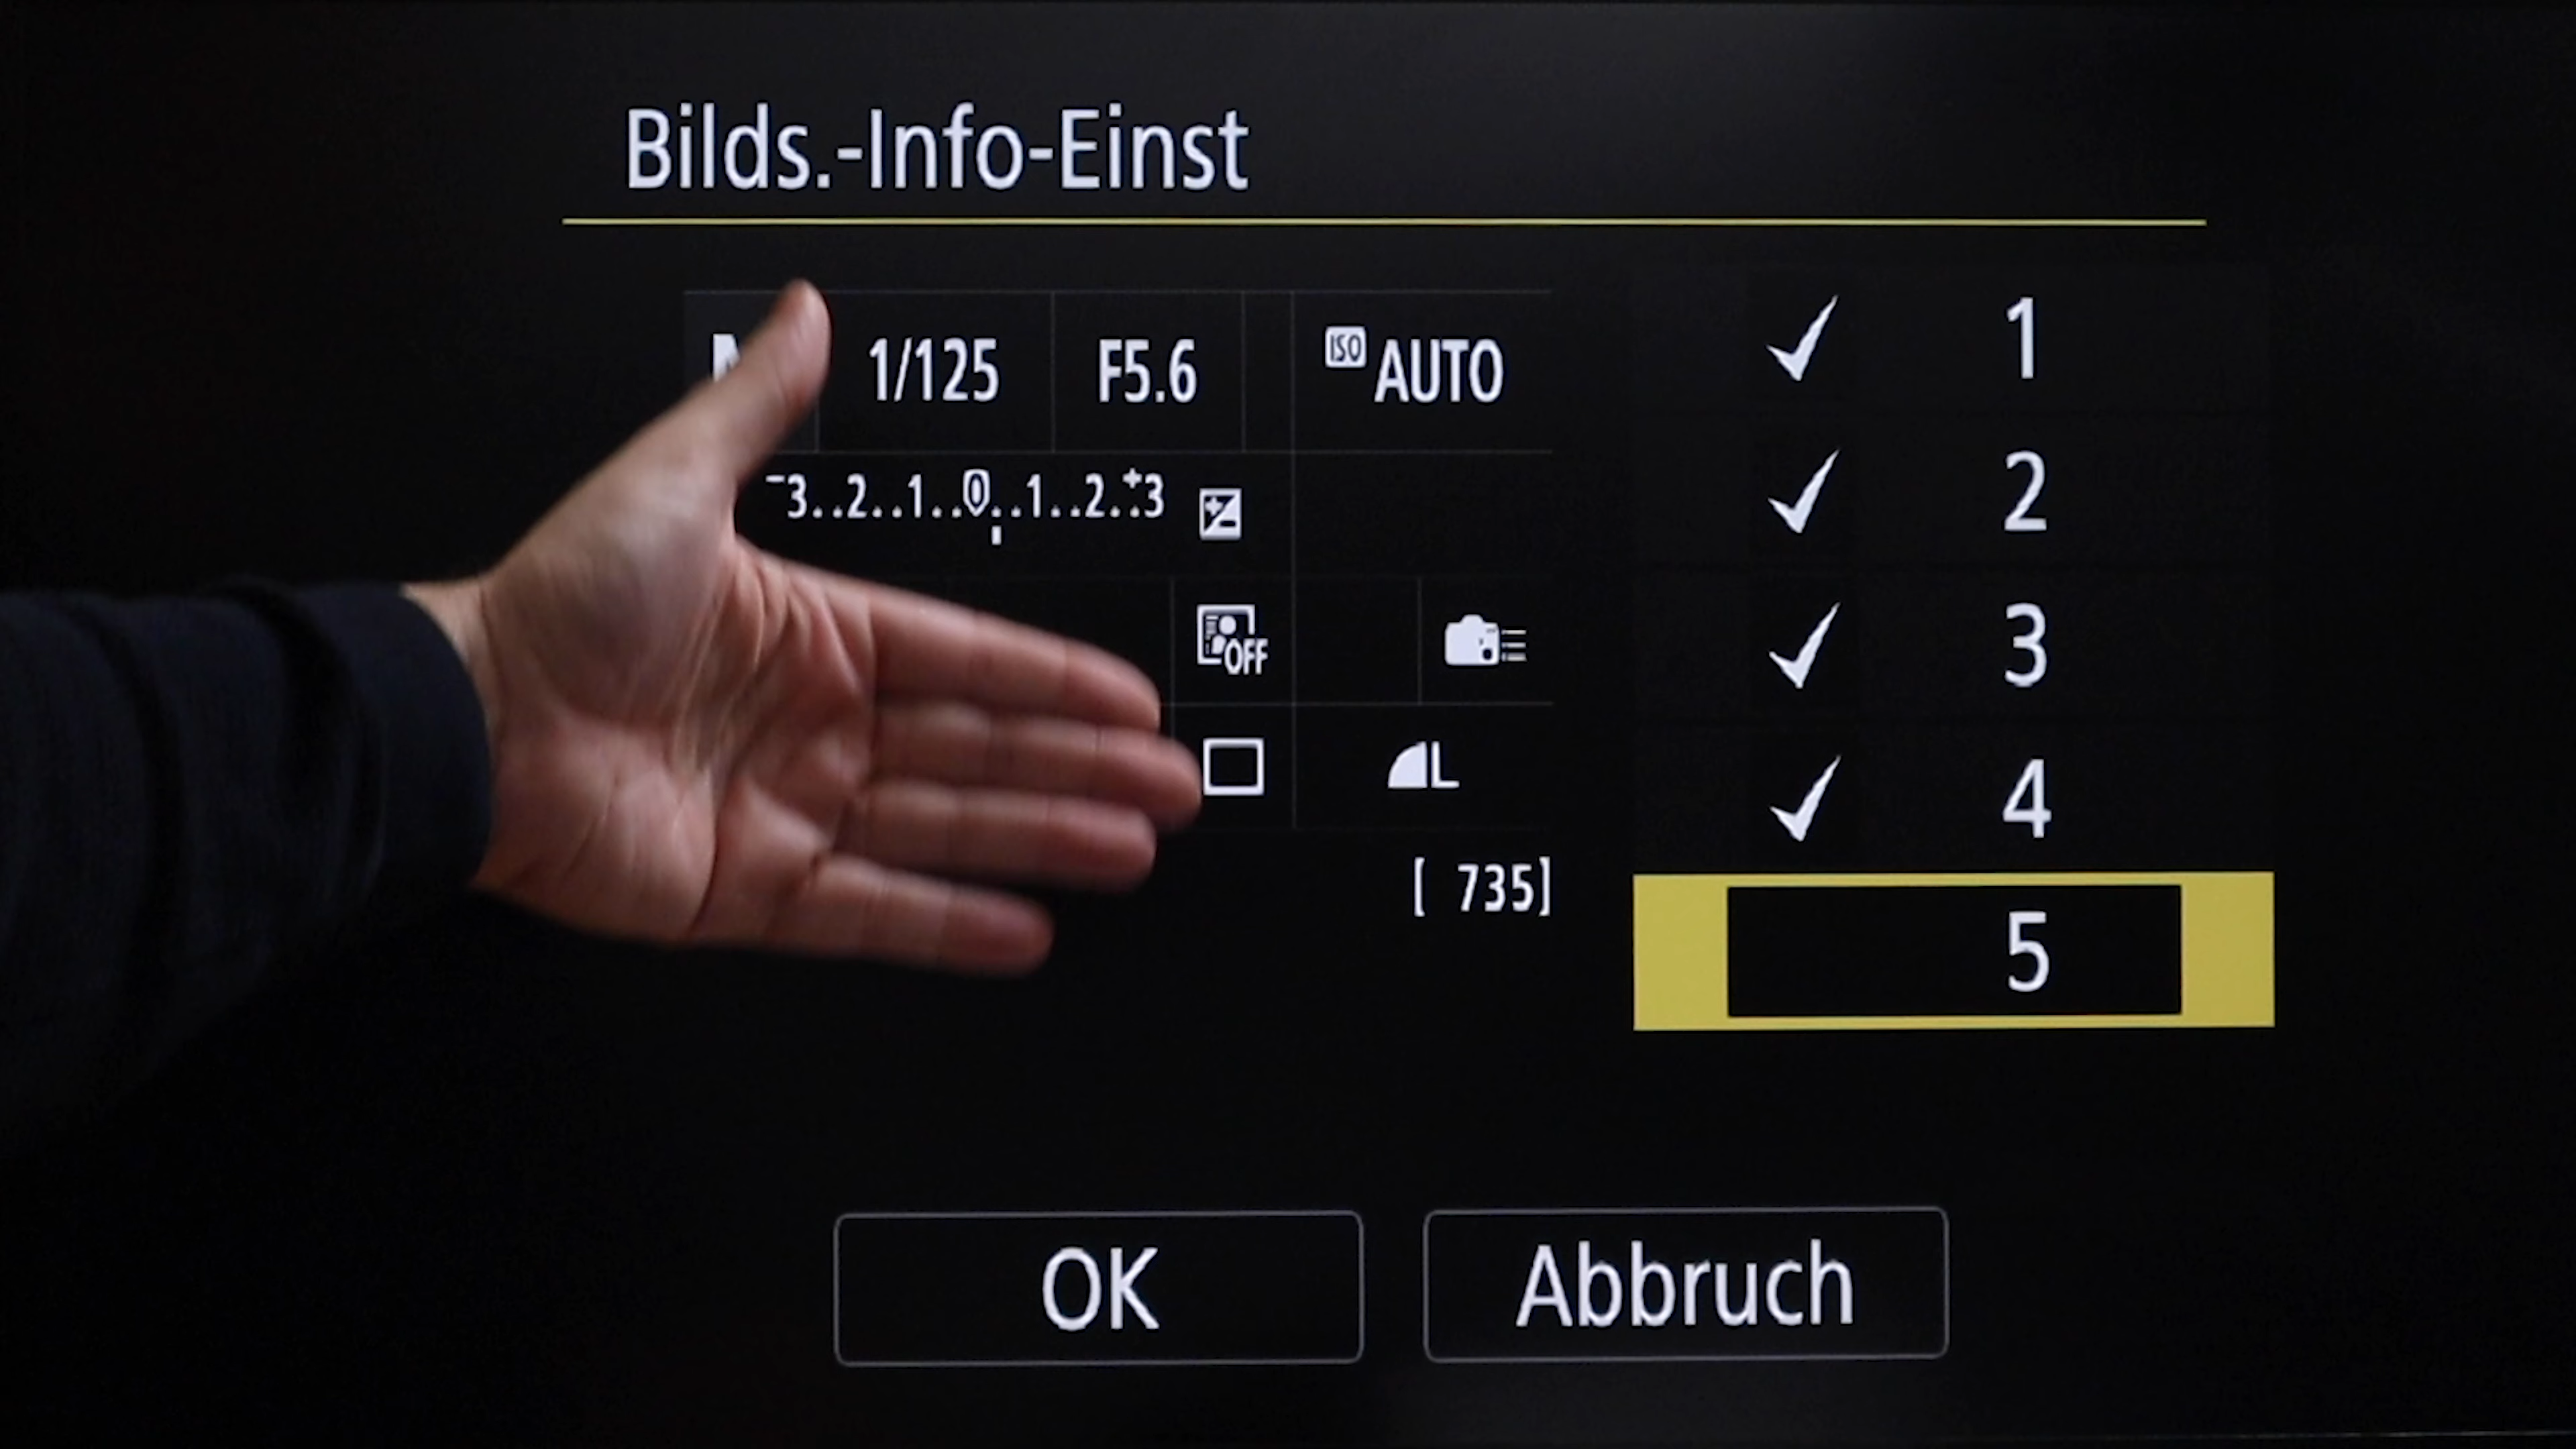 Bilds.-Info-Einst
1/125 F5.6 ISO AUTO
-3..2..1..0..1..2.+3
OFF
L
[ 735]
1
2
3
4
5
OK Abbruch